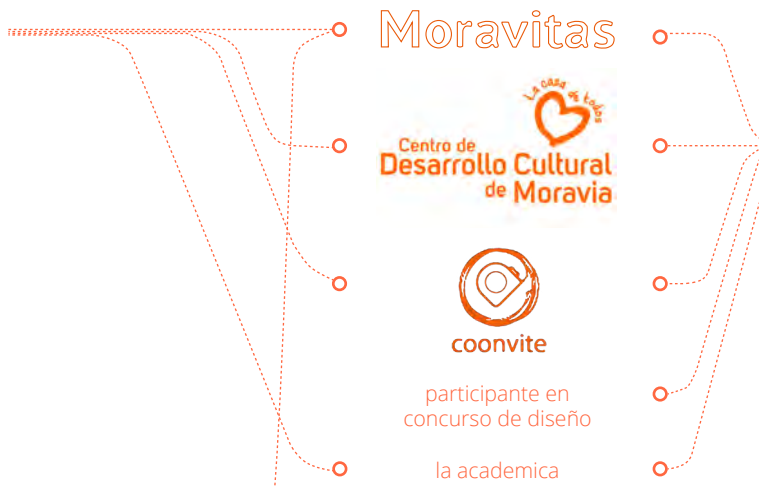 Moravitas
La casa de todos
Centro de
Desarrollo Cultural
de Moravia
coonvite
participante en
concurso de diseño
la academica